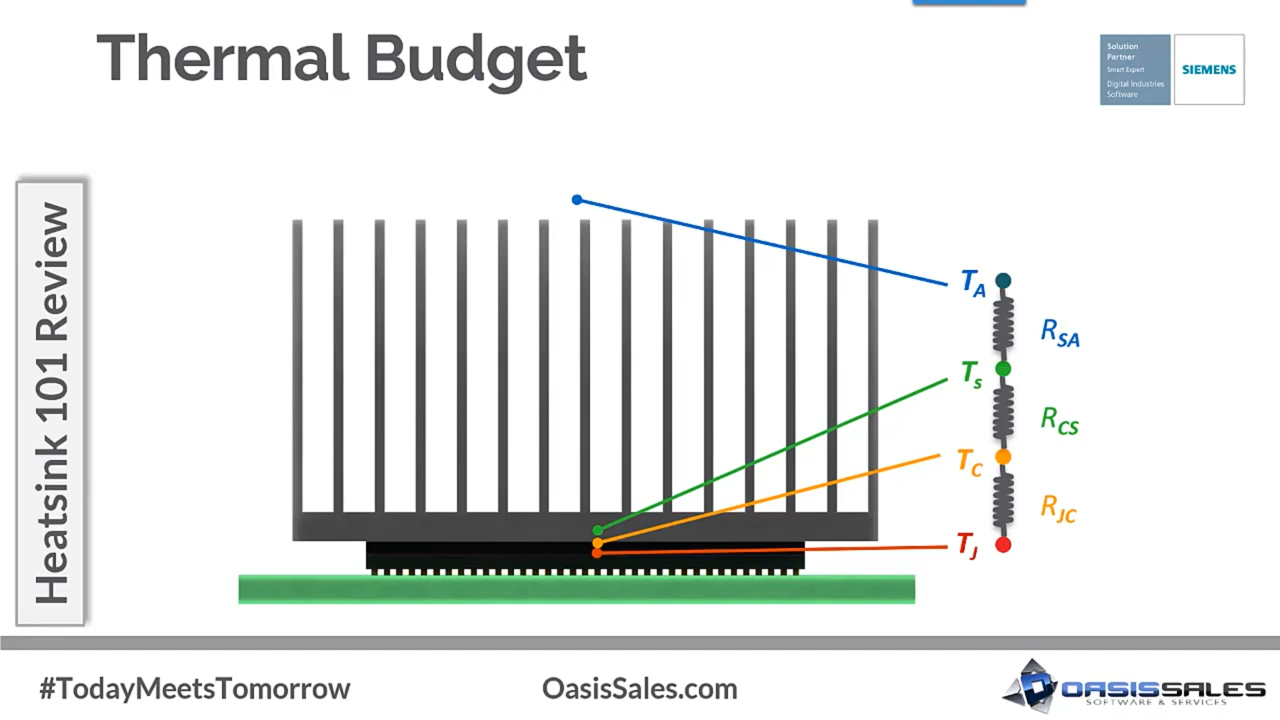 Thermal Budget
Solution
Partner
Smart Expert
Digital Industries
Software
SIEMENS
Heatsink 101 Review
TA
RSA
Ts
RCS
TC
RJC
TJ
#TodayMeetsTomorrow
OasisSales.com
OASISSALES
SOFTWARE & SERVICES